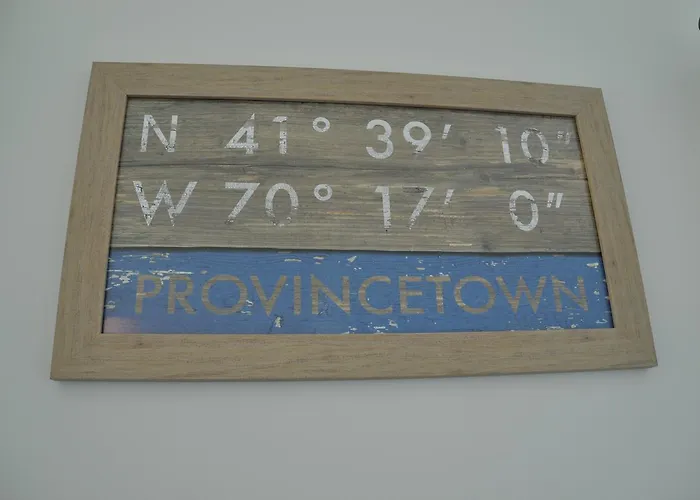 N 41° 39′ 10″
W 70° 17′ 0″
PROVINCETOWN